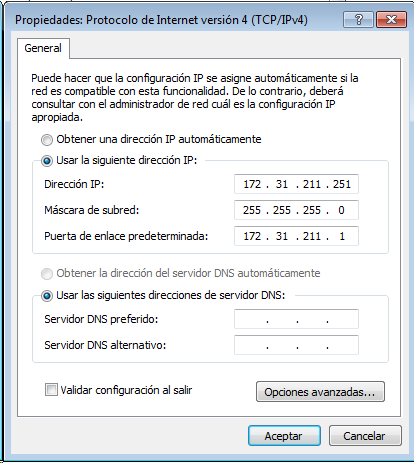 Propiedades: Protocolo de Internet versión 4 (TCP/IPv4)
General
Puede hacer que la configuración IP se asigne automáticamente si la
red es compatible con esta funcionalidad. De lo contrario, deberá
consultar con el administrador de red cuál es la configuración IP
apropiada.
Obtener una dirección IP automáticamente
Usar la siguiente dirección IP:
Dirección IP: 172 . 31 . 211 . 251
Máscara de subred: 255 . 255 . 255 . 0
Puerta de enlace predeterminada: 172 . 31 . 211 . 1
Obtener la dirección del servidor DNS automáticamente
Usar las siguientes direcciones de servidor DNS:
Servidor DNS preferido: . . .
Servidor DNS alternativo: . . .
Validar configuración al salir
Opciones avanzadas...
Aceptar Cancelar